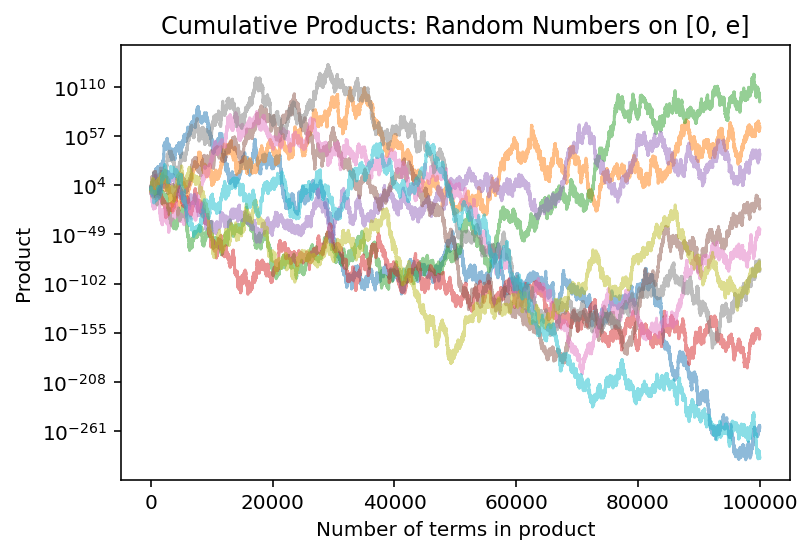 Cumulative Products: Random Numbers on [0, e]
Product
10^110
10^57
10^4
10^-49
10^-102
10^-155
10^-208
10^-261
0 20000 40000 60000 80000 100000
Number of terms in product